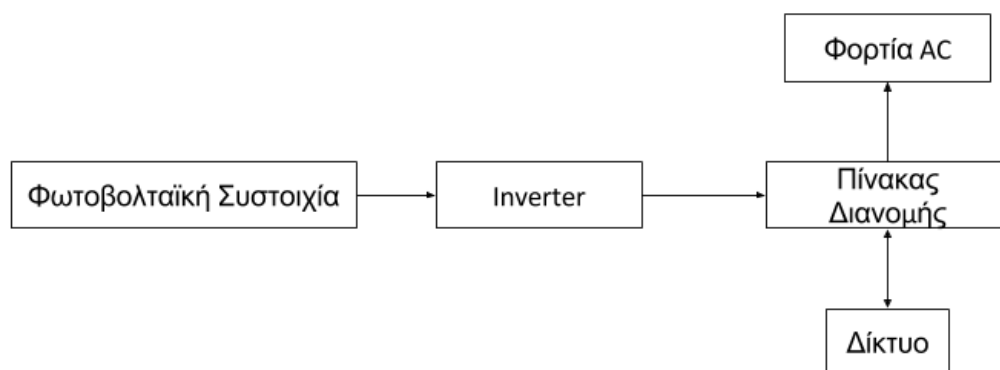 Φορτία AC
Φωτοβολταϊκή Συστοιχία
Inverter
Πίνακας
Διανομής
Δίκτυο